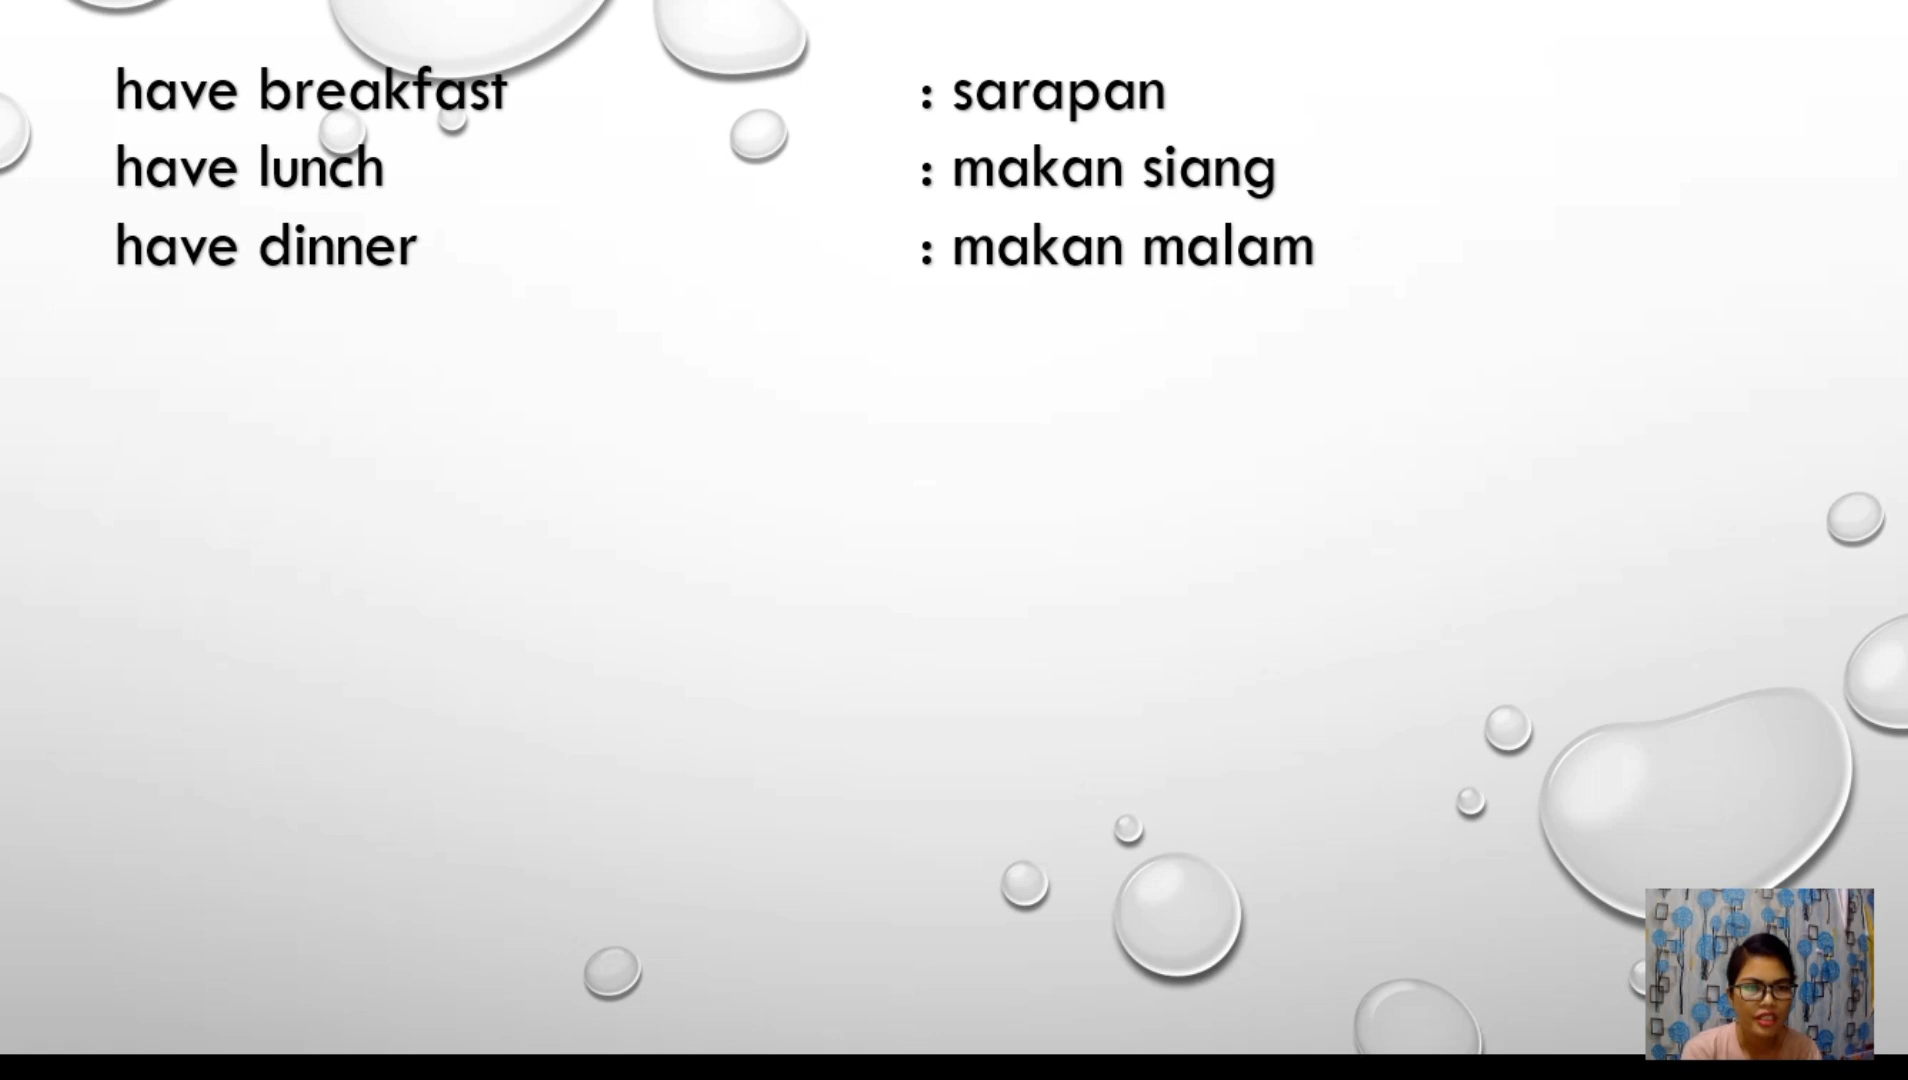 have breakfast : sarapan
have lunch : makan siang
have dinner : makan malam